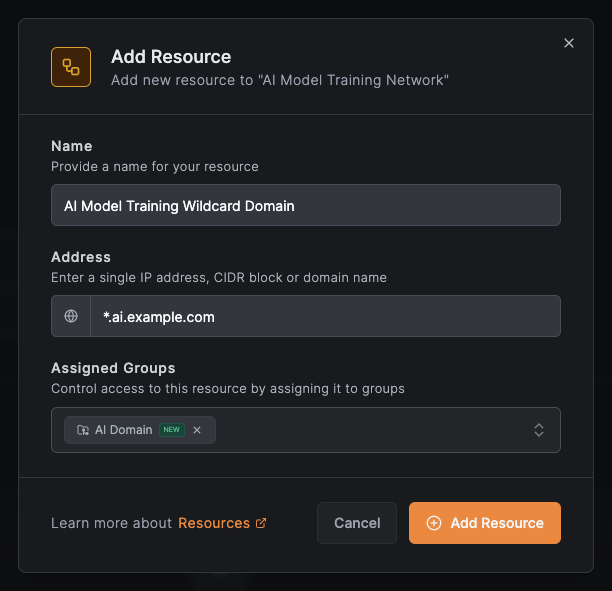 Add Resource
Add new resource to "AI Model Training Network"
Name
Provide a name for your resource
AI Model Training Wildcard Domain
Address
Enter a single IP address, CIDR block or domain name
*.ai.example.com
Assigned Groups
Control access to this resource by assigning it to groups
AI Domain NEW
Learn more about Resources
Cancel
Add Resource